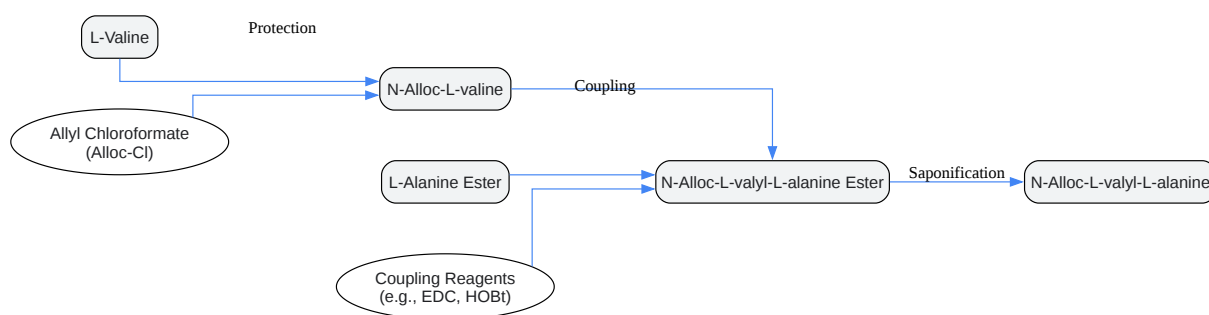 Protection
L-Valine
N-Alloc-L-valine
Coupling
Allyl Chloroformate
(Alloc-Cl)
L-Alanine Ester
N-Alloc-L-valyl-L-alanine Ester
Saponification
N-Alloc-L-valyl-L-alanine
Coupling Reagents
(e.g., EDC, HOBt)